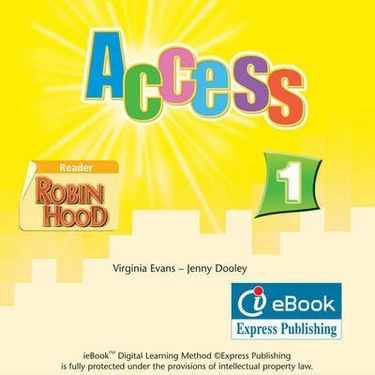 Access
Reader
ROBIN HOOD
1
Virginia Evans – Jenny Dooley
i eBook
Express Publishing
ieBook™ Digital Learning Method ©Express Publishing
is fully protected under the provisions of intellectual property law.